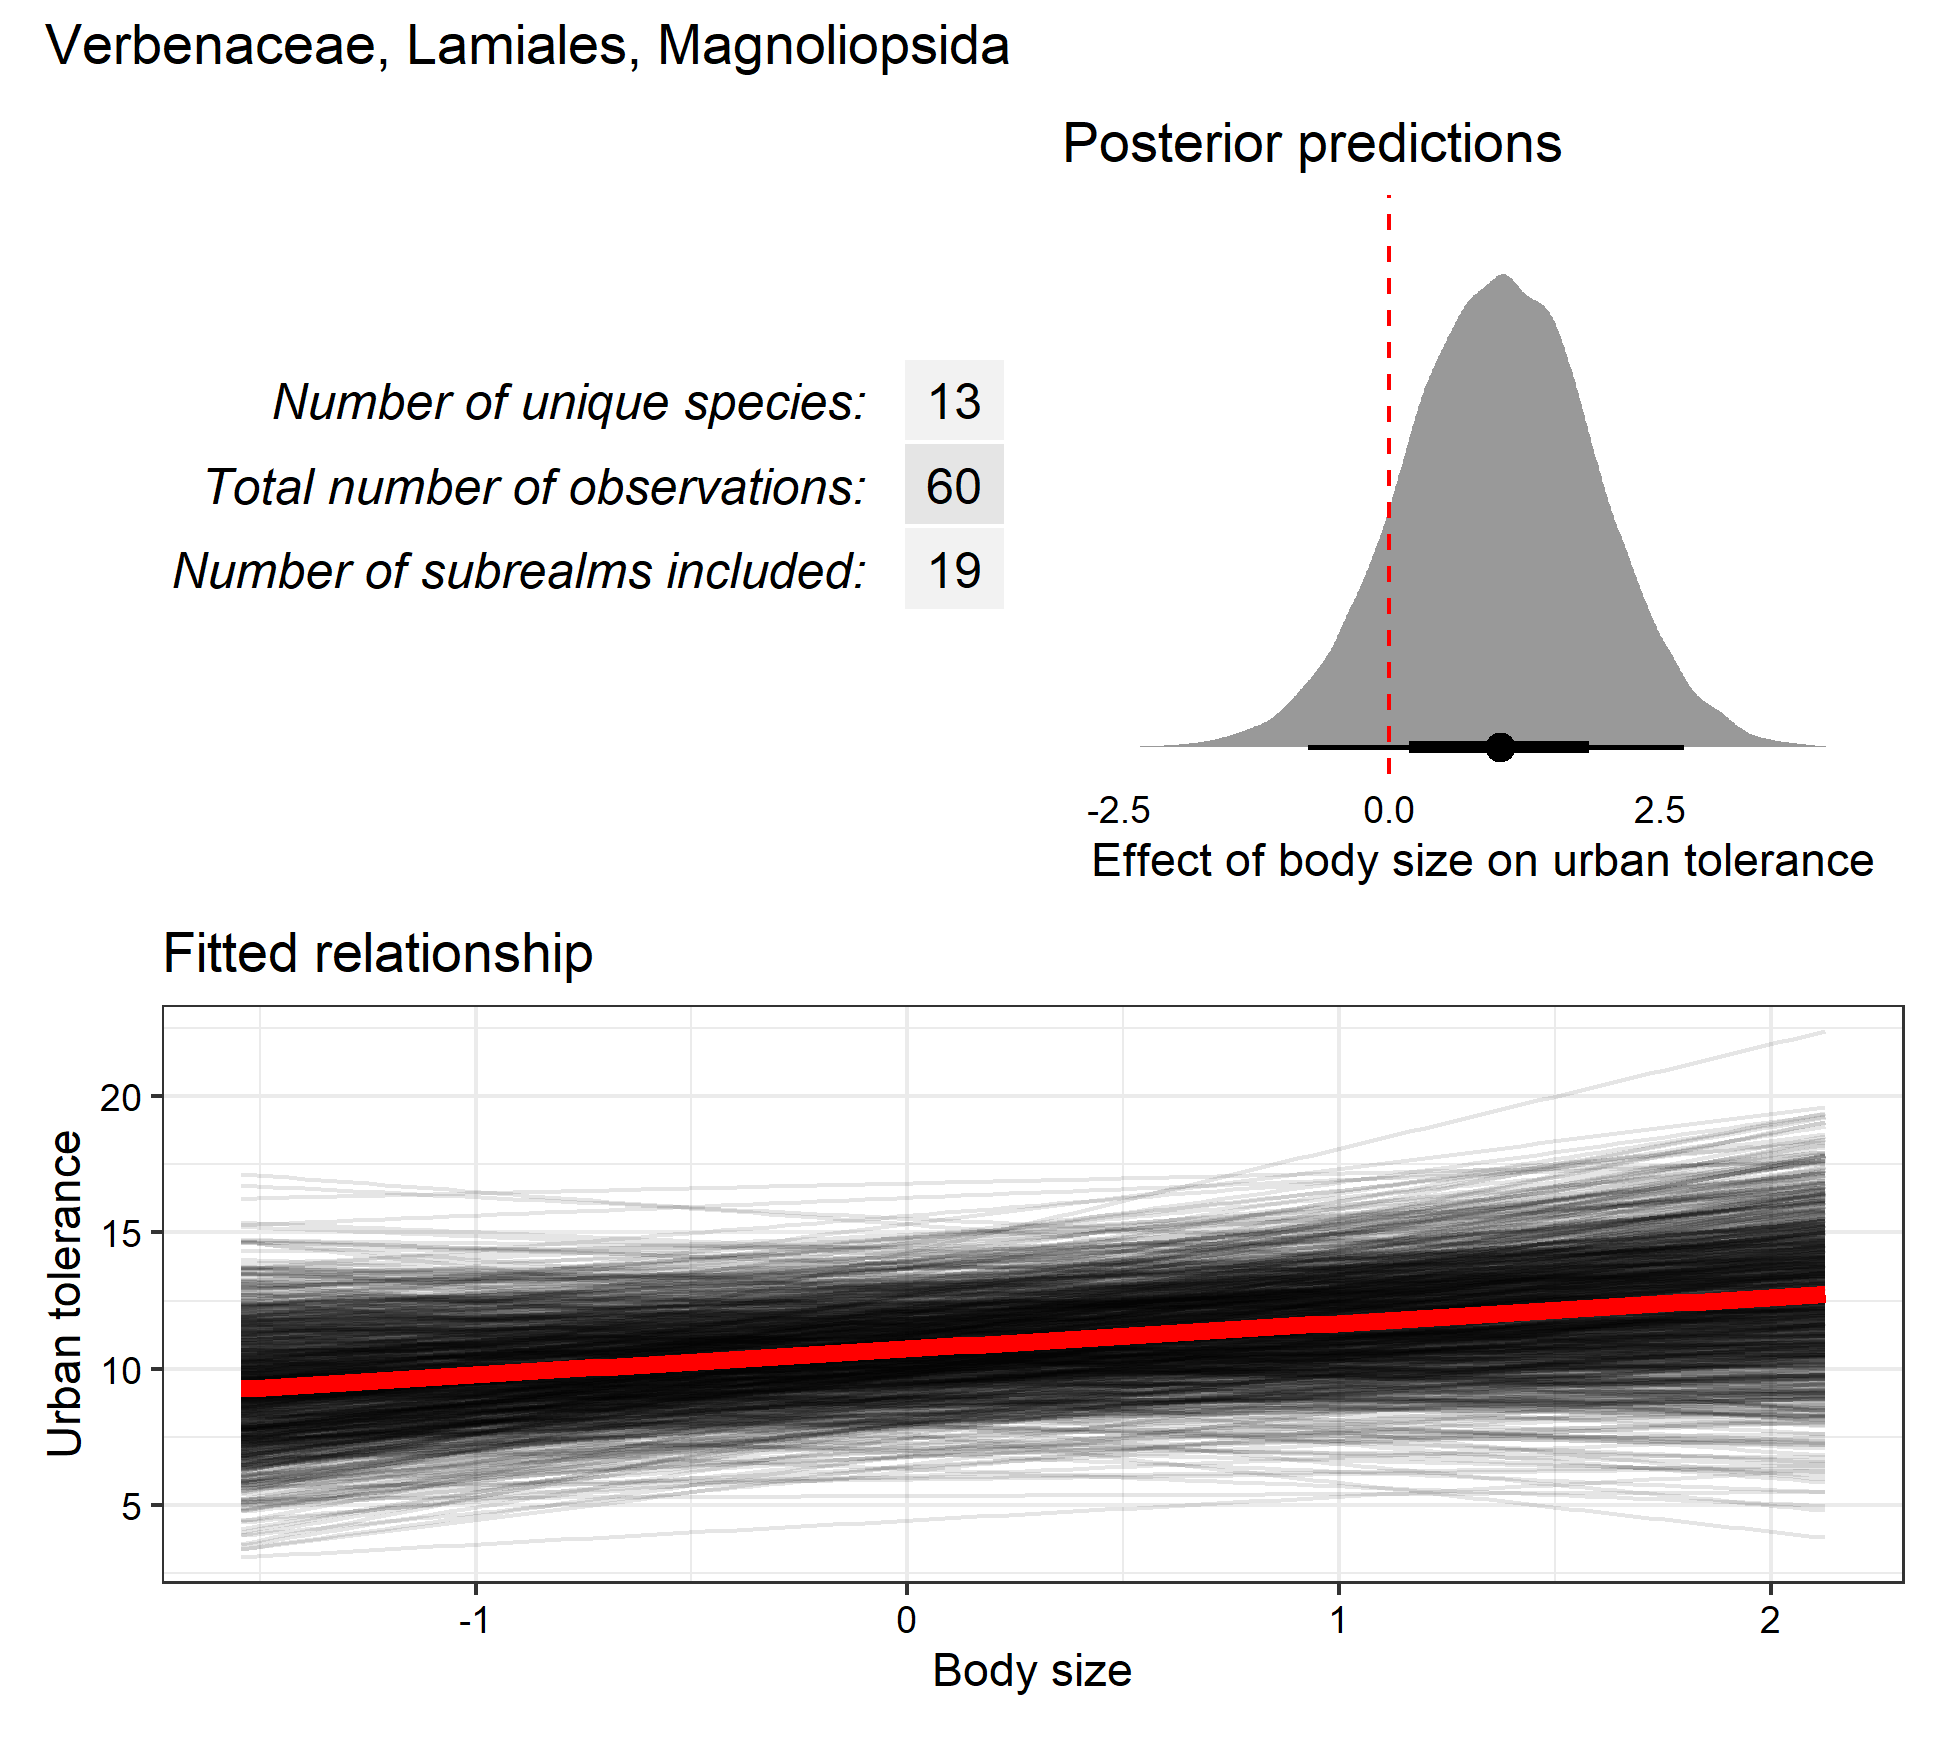 Verbenaceae, Lamiales, Magnoliopsida
Posterior predictions
Number of unique species: 13
Total number of observations: 60
Number of subrealms included: 19
-2.5 0.0 2.5
Effect of body size on urban tolerance
Fitted relationship
Urban tolerance
20
15
10
5
-1 0 1 2
Body size